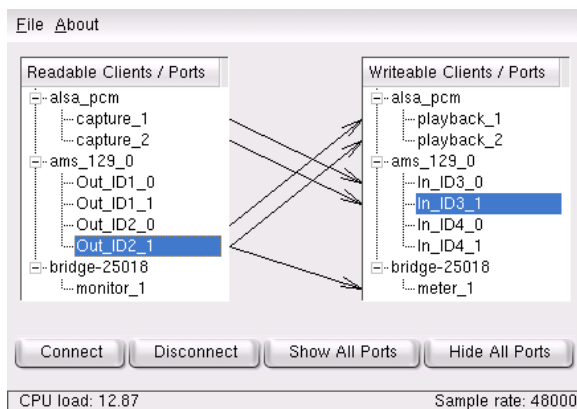 File About
Readable Clients / Ports
alsa_pcm
capture_1
capture_2
ams_129_0
Out_ID1_0
Out_ID1_1
Out_ID2_0
Out_ID2_1
bridge-25018
monitor_1
Writeable Clients / Ports
alsa_pcm
playback_1
playback_2
ams_129_0
In_ID3_0
In_ID3_1
In_ID4_0
In_ID4_1
bridge-25018
meter_1
Connect Disconnect Show All Ports Hide All Ports
CPU load: 12.87 Sample rate: 48000